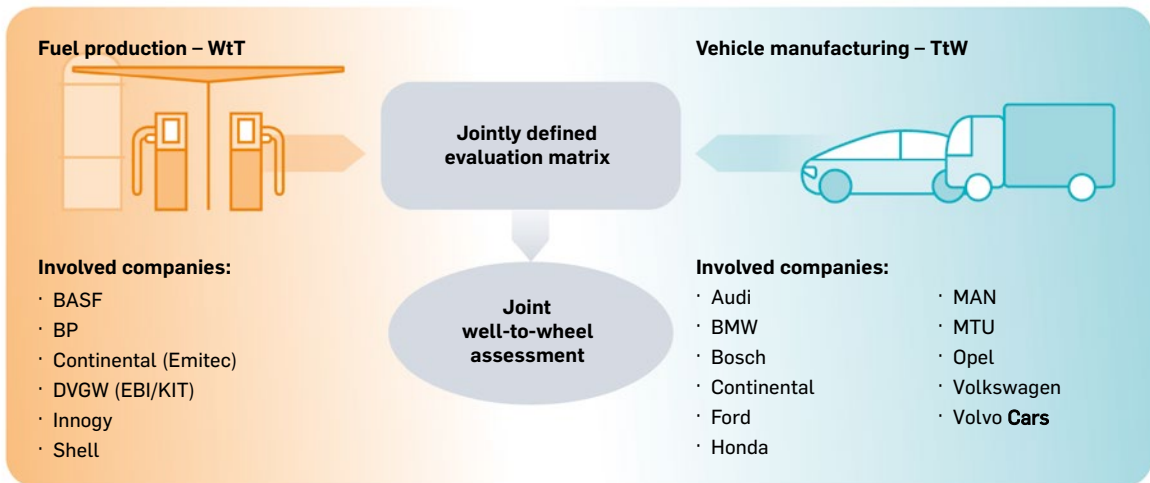 Fuel production – WtT
Vehicle manufacturing – TtW
Jointly defined
evaluation matrix
Involved companies:
· BASF
· BP
· Continental (Emitec)
· DVGW (EBI/KIT)
· Innogy
· Shell
Joint
well-to-wheel
assessment
Involved companies:
· Audi
· BMW
· Bosch
· Continental
· Ford
· Honda
· MAN
· MTU
· Opel
· Volkswagen
· Volvo Cars